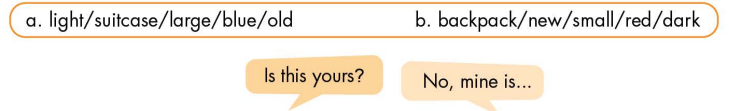 a. light/suitcase/large/blue/old b. backpack/new/small/red/dark
Is this yours?
No, mine is...